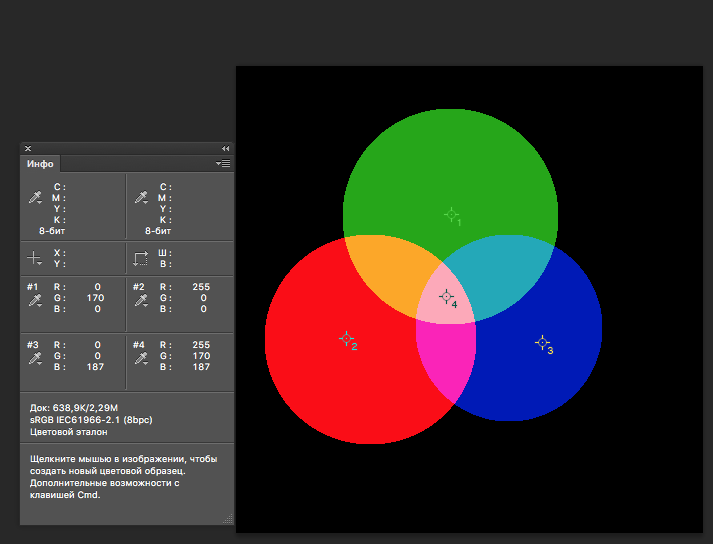 Инфо
C :
M :
Y :
K :
8-бит
C :
M :
Y :
K :
8-бит
X :
Y :
Ш :
В :
#1 R : 0
G : 170
B : 0
#2 R : 255
G : 0
B : 0
#3 R : 0
G : 0
B : 187
#4 R : 255
G : 170
B : 187
Док: 638,9K/2,29M
sRGB IEC61966-2.1 (8bpc)
Цветовой эталон
Щелкните мышью в изображении, чтобы
создать новый цветовой образец.
Дополнительные возможности с
клавишей Cmd.
1
2
3
4